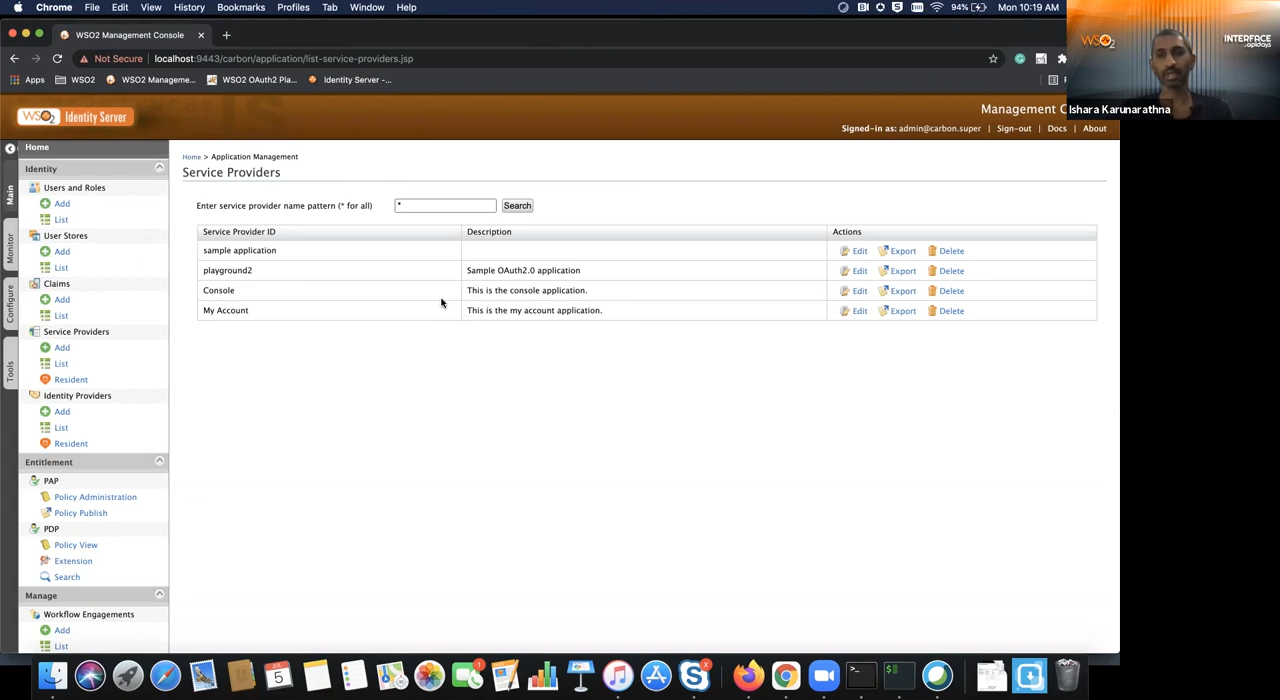 Chrome File Edit View History Bookmarks Profiles Tab Window Help 94% Mon 10:19 AM
WSO2 Management Console
Not Secure localhost:9443/carbon/application/list-service-providers.jsp
Apps WSO2 WSO2 Manageme... WSO2 OAuth2 Pla... Identity Server -...
WSO2 INTERFACE
apidays
Ishara Karunarathna
WSO2 Identity Server
Management C
Signed-in as: admin@carbon.super | Sign-out | Docs | About
Main
Monitor
Configure
Tools
Home
Identity
Users and Roles
Add
List
User Stores
Add
List
Claims
Add
List
Service Providers
Add
List
Resident
Identity Providers
Add
List
Resident
Entitlement
PAP
Policy Administration
Policy Publish
PDP
Policy View
Extension
Search
Manage
Workflow Engagements
Add
List
Home > Application Management
Service Providers
Enter service provider name pattern (* for all) * Search
Service Provider ID Description Actions
sample application Edit Export Delete
playground2 Sample OAuth2.0 application Edit Export Delete
Console This is the console application. Edit Export Delete
My Account This is the my account application. Edit Export Delete
JUL
5
1